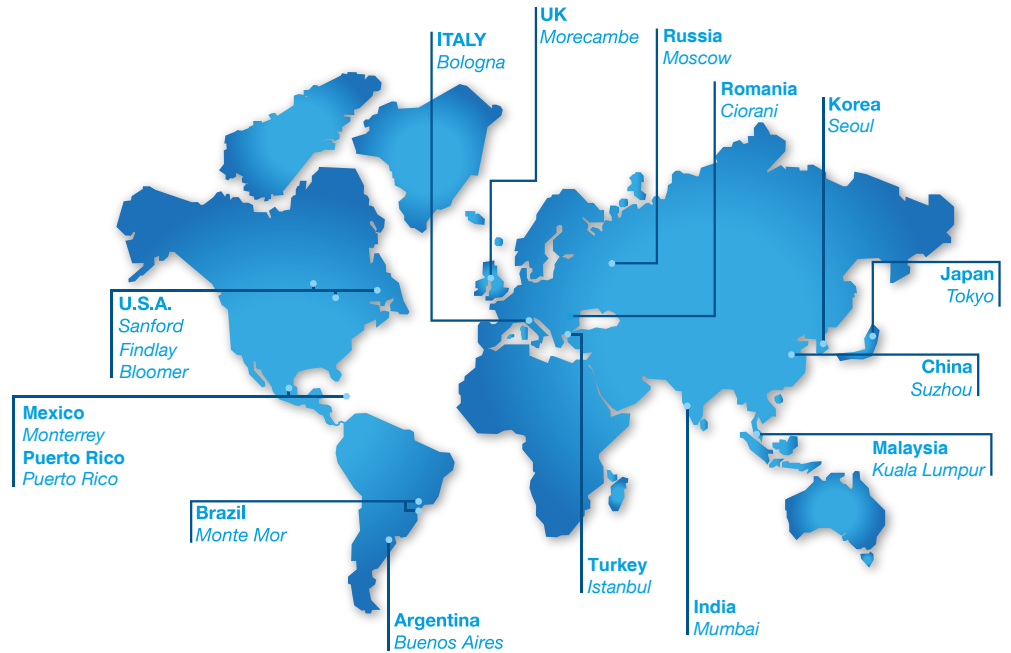 UK
Morecambe
ITALY
Bologna
Russia
Moscow
Romania
Ciorani
Korea
Seoul
Japan
Tokyo
U.S.A.
Sanford
Findlay
Bloomer
China
Suzhou
Mexico
Monterrey
Puerto Rico
Puerto Rico
Malaysia
Kuala Lumpur
Brazil
Monte Mor
Turkey
Istanbul
India
Mumbai
Argentina
Buenos Aires